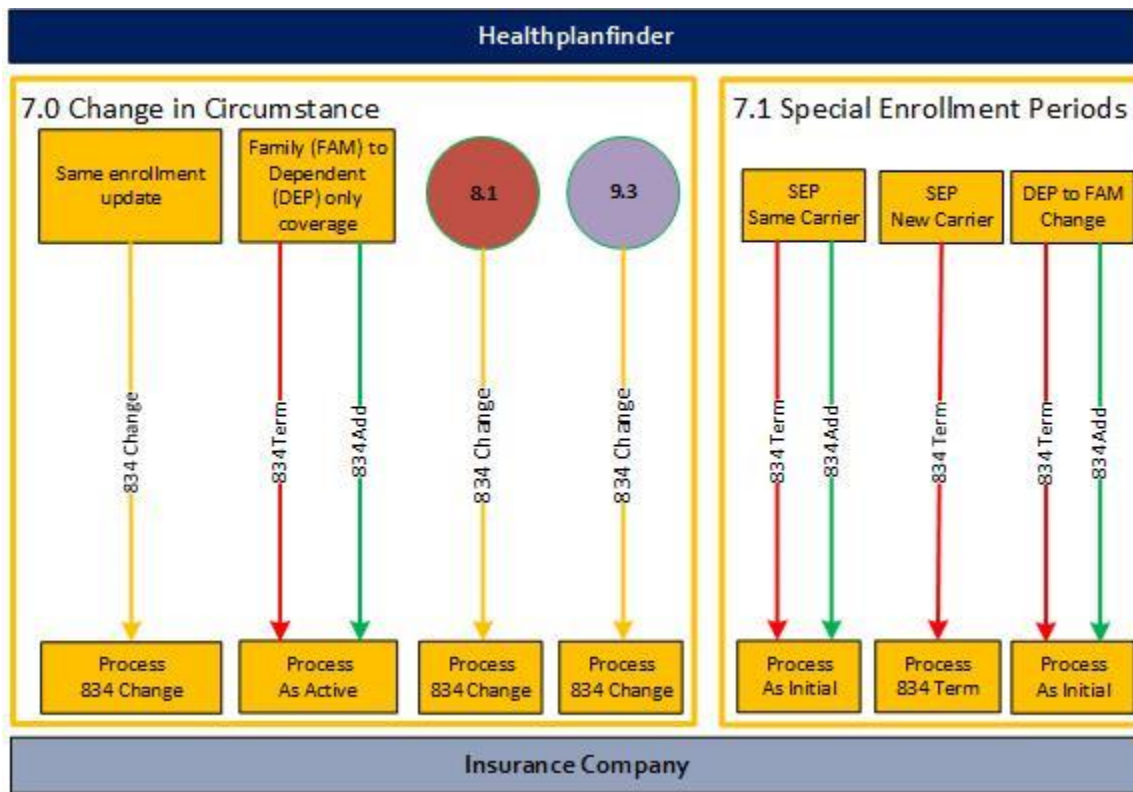 Healthplanfinder
7.0 Change in Circumstance
Same enrollment
update
Family (FAM) to
Dependent
(DEP) only
coverage
8.1
9.3
834 Change
834 Term
834 Add
834 Change
834 Change
Process
834 Change
Process
As Active
Process
834 Change
Process
834 Change
7.1 Special Enrollment Periods
SEP
Same Carrier
SEP
New Carrier
DEP to FAM
Change
834 Term
834 Add
834 Term
834 Term
834 Add
Process
As Initial
Process
834 Term
Process
As Initial
Insurance Company